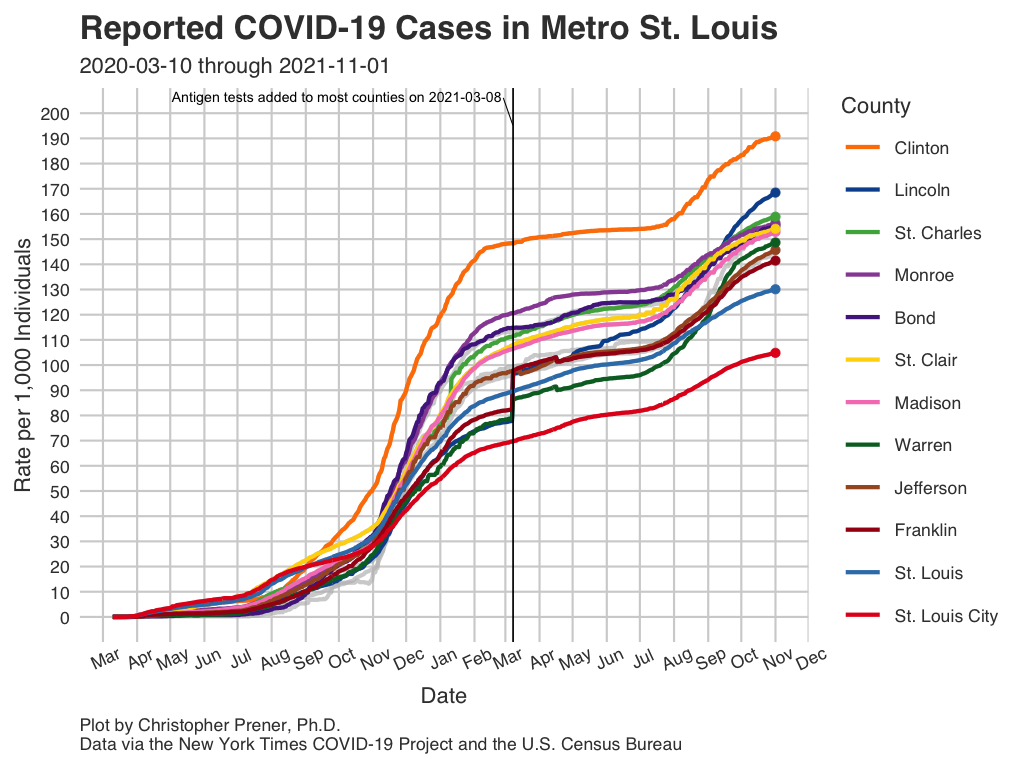 Reported COVID-19 Cases in Metro St. Louis
2020-03-10 through 2021-11-01
Antigen tests added to most counties on 2021-03-08
Rate per 1,000 Individuals
200
190
180
170
160
150
140
130
120
110
100
90
80
70
60
50
40
30
20
10
0
Mar Apr May Jun Jul Aug Sep Oct Nov Dec Jan Feb Mar Apr May Jun Jul Aug Sep Oct Nov Dec
Date
County
Clinton
Lincoln
St. Charles
Monroe
Bond
St. Clair
Madison
Warren
Jefferson
Franklin
St. Louis
St. Louis City
Plot by Christopher Prener, Ph.D.
Data via the New York Times COVID-19 Project and the U.S. Census Bureau